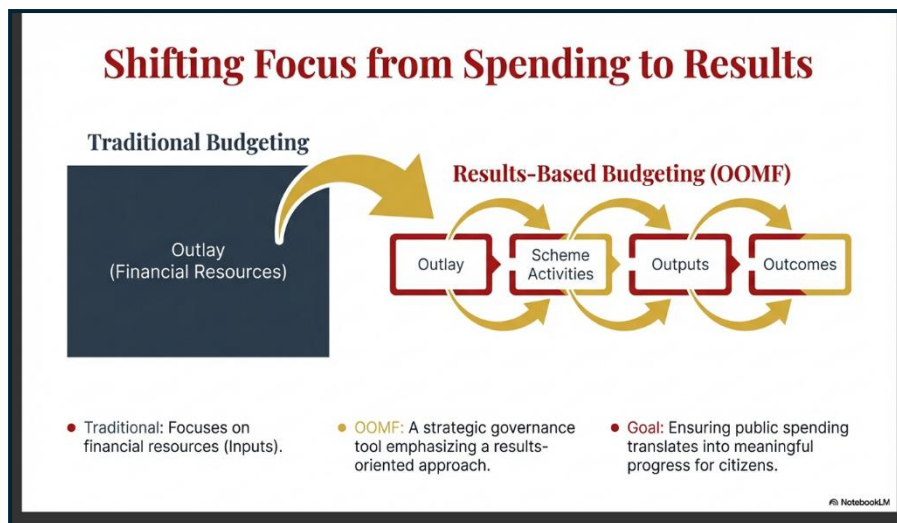 Shifting Focus from Spending to Results
Traditional Budgeting
Outlay
(Financial Resources)
Results-Based Budgeting (OOMF)
Outlay
Scheme
Activities
Outputs
Outcomes
Traditional: Focuses on
financial resources (Inputs).
OOMF: A strategic governance
tool emphasizing a results-
oriented approach.
Goal: Ensuring public spending
translates into meaningful
progress for citizens.
NotebookLM